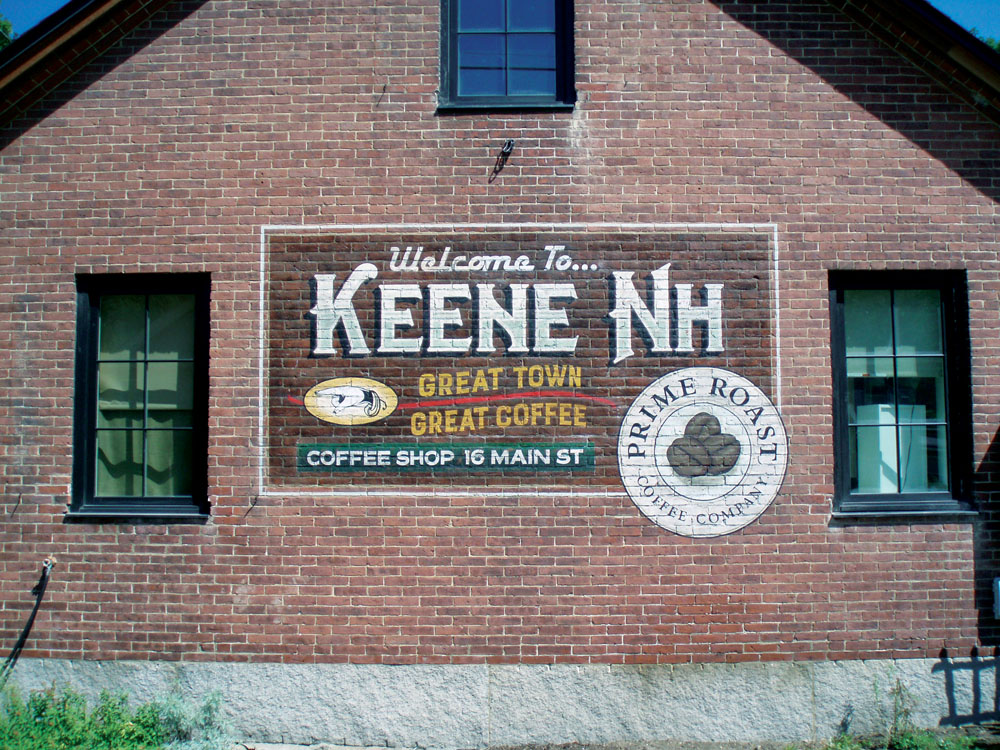 Welcome To...
KEENE NH
GREAT TOWN
GREAT COFFEE
COFFEE SHOP 16 MAIN ST
PRIME ROAST
COFFEE COMPANY